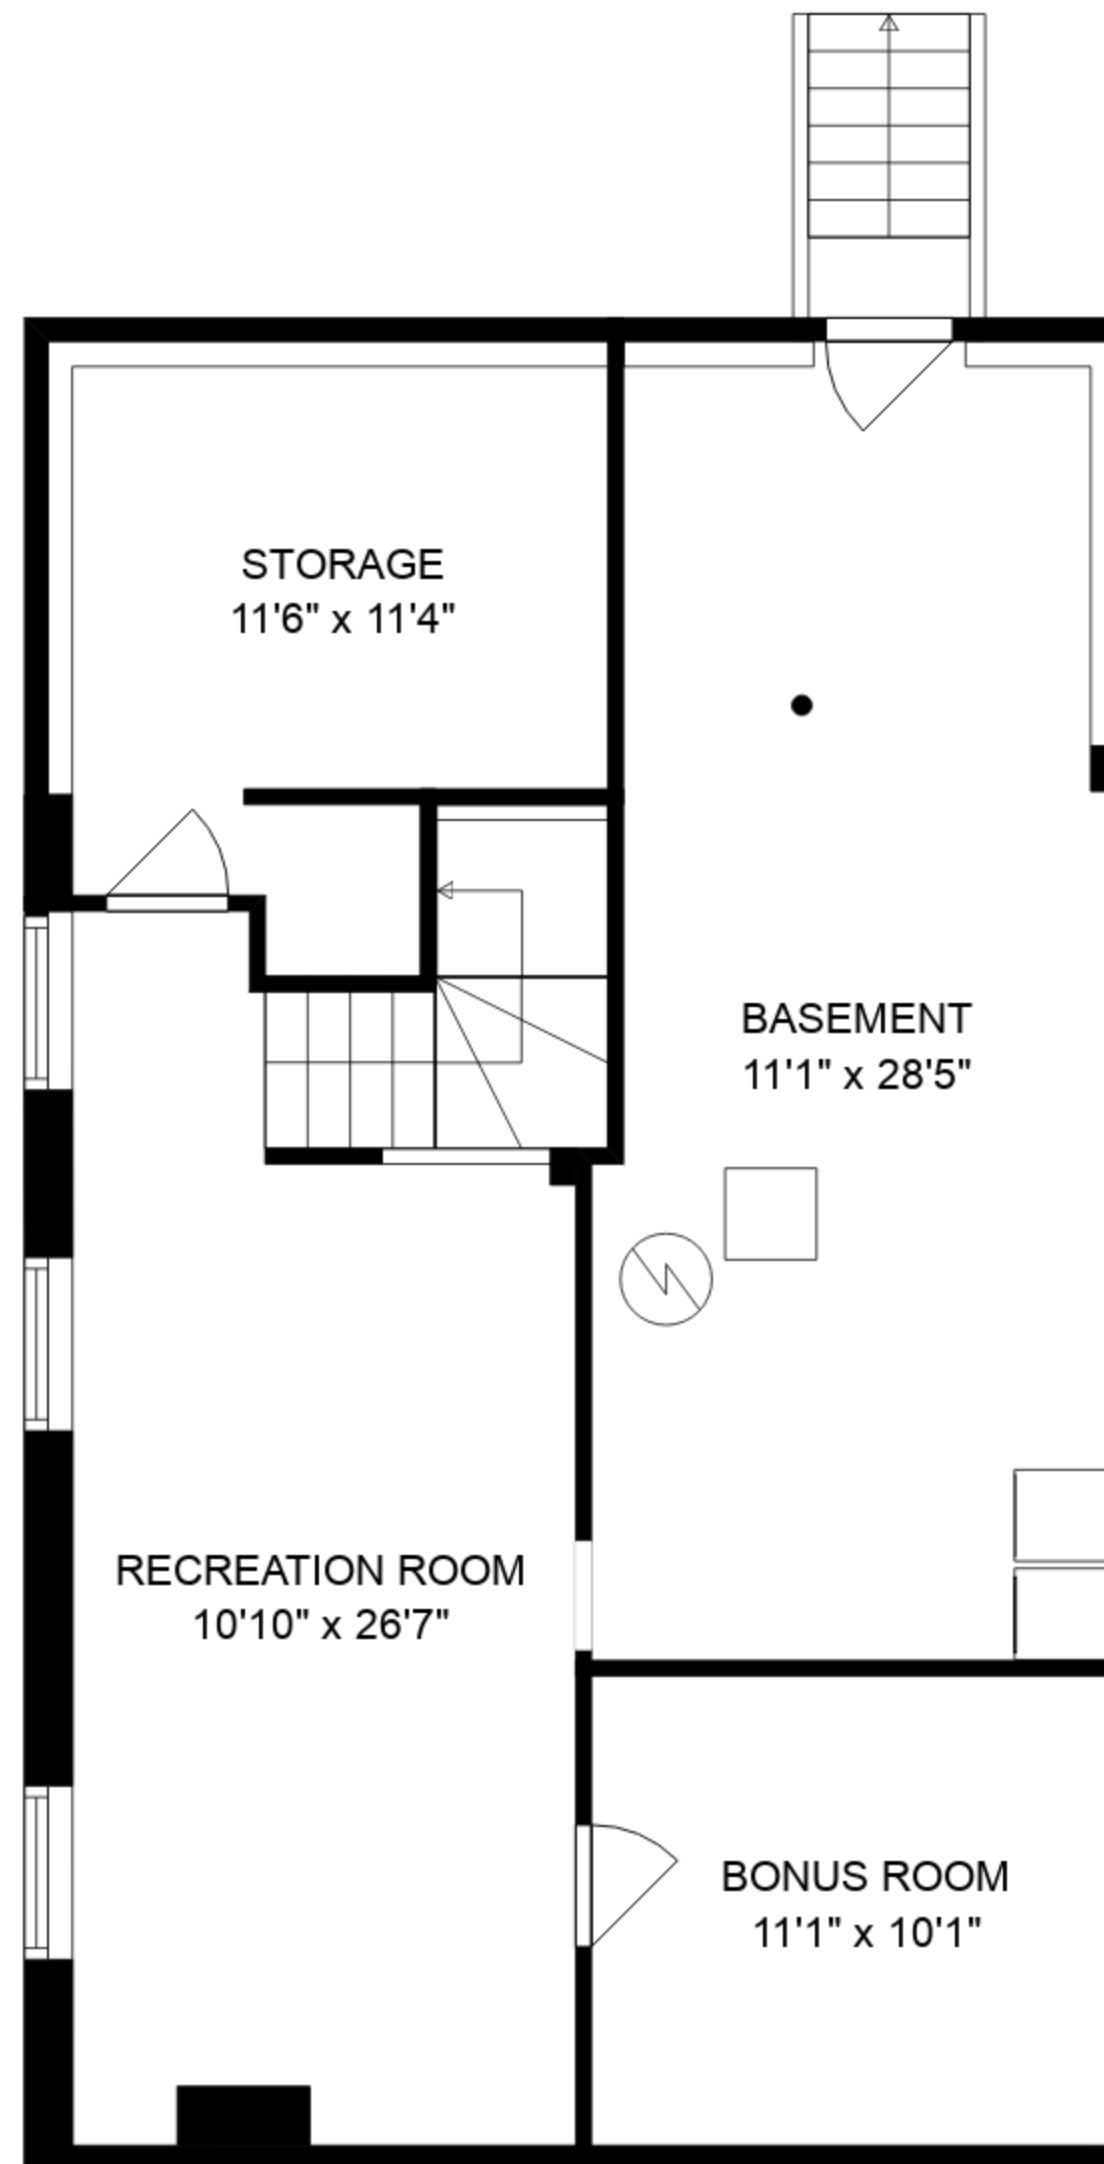 STORAGE
11'6" x 11'4"
BASEMENT
11'1" x 28'5"
RECREATION ROOM
10'10" x 26'7"
BONUS ROOM
11'1" x 10'1"